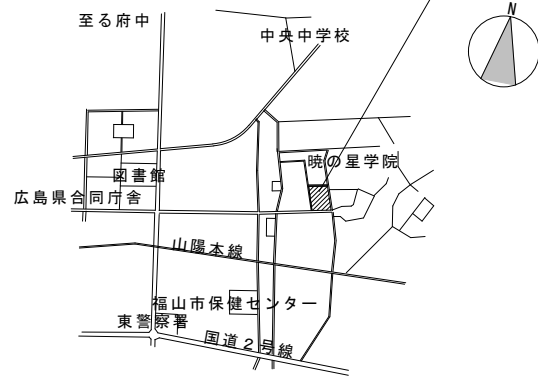 至る府中
中央中学校
N
暁の星学院
図書館
広島県合同庁舎
山陽本線
福山市保健センター
東警察署
国道２号線